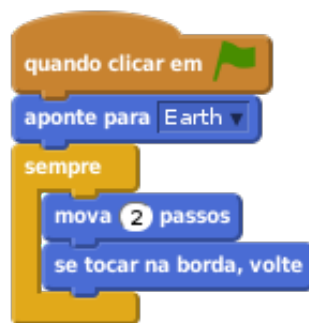 quando clicar em
aponte para Earth
sempre
mova 2 passos
se tocar na borda, volte